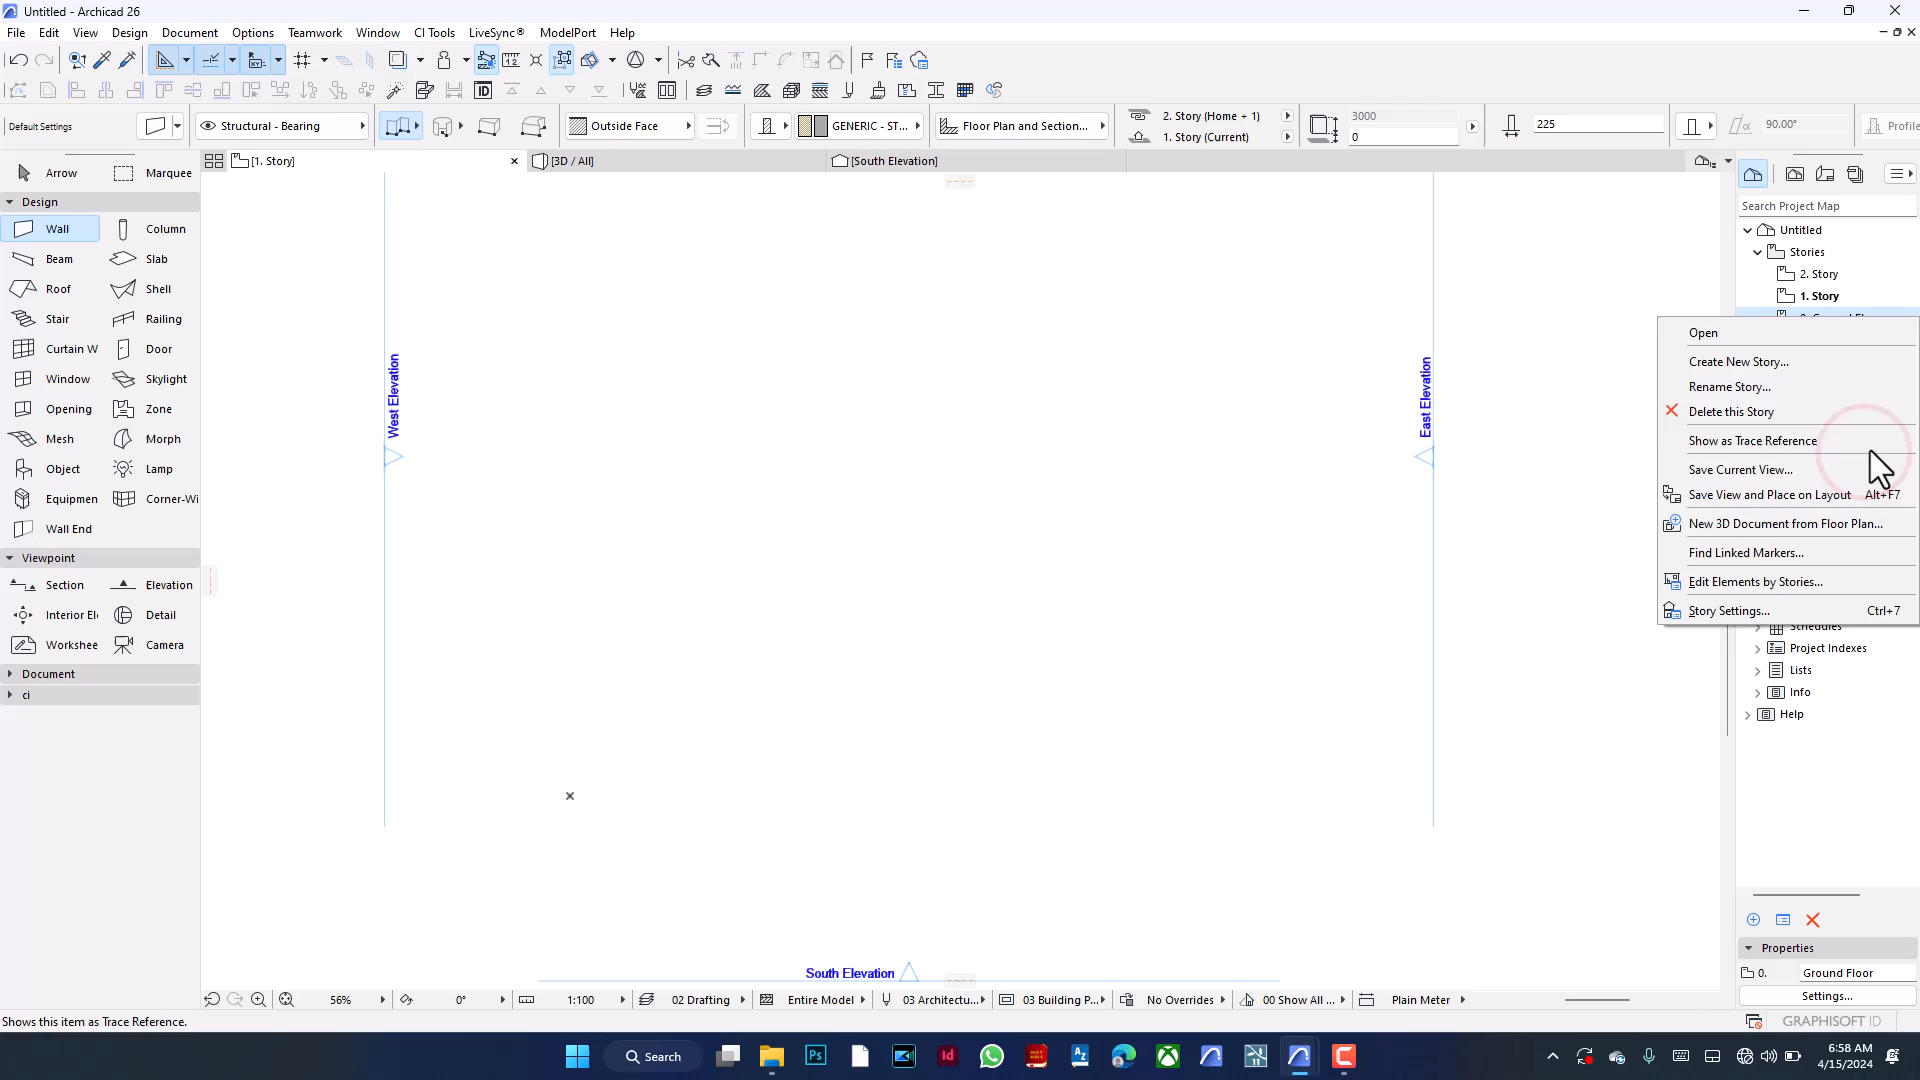 Untitled - Archicad 26
File Edit View Design Document Options Teamwork Window CI Tools LiveSync® ModelPort Help
Default Settings
Structural - Bearing
Outside Face
GENERIC - ST...
Floor Plan and Section...
2. Story (Home + 1)
1. Story (Current)
3000
0
225
90.00°
Profile
[1. Story]
[3D / All]
[South Elevation]
Arrow Marquee
Design
Wall Column
Beam Slab
Roof Shell
Stair Railing
Curtain W Door
Window Skylight
Opening Zone
Mesh Morph
Object Lamp
Equipmen Corner-Wi
Wall End
Viewpoint
Section Elevation
Interior El Detail
Workshee Camera
Document
ci
West Elevation
East Elevation
South Elevation
Search Project Map
Untitled
Stories
2. Story
1. Story
Open
Create New Story...
Rename Story...
Delete this Story
Show as Trace Reference
Save Current View...
Save View and Place on Layout Alt+F7
New 3D Document from Floor Plan...
Find Linked Markers...
Edit Elements by Stories...
Story Settings... Ctrl+7
Schedules
Project Indexes
Lists
Info
Help
Properties
0. Ground Floor
Settings...
56% 0° 1:100 02 Drafting Entire Model 03 Architectu... 03 Building P... No Overrides 00 Show All ... Plain Meter
Shows this item as Trace Reference.
GRAPHISOFT ID
Search
6:58 AM
4/15/2024